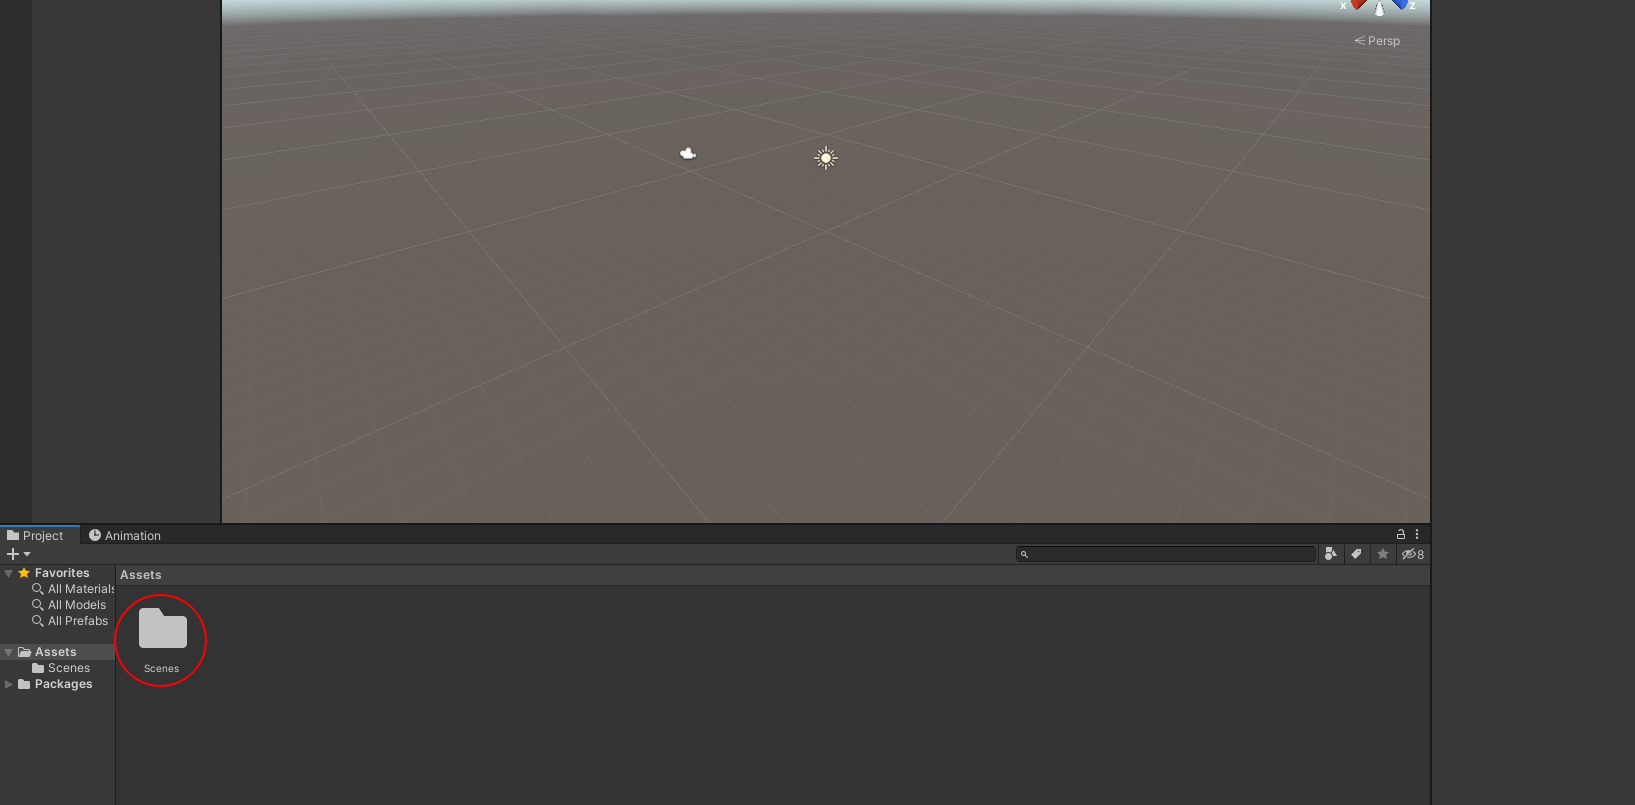 x z
Persp
Project Animation
8
Favorites
All Materials
All Models
All Prefabs
Assets
Scenes
Packages
Assets
Scenes